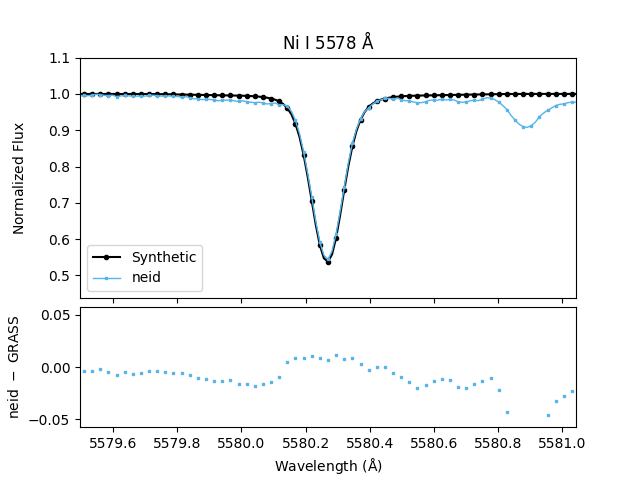 Ni I 5578 Å
1.1
1.0
0.9
0.8
0.7
0.6
0.5
Normalized Flux
Synthetic
neid
0.05
0.00
−0.05
neid − GRASS
5579.6 5579.8 5580.0 5580.2 5580.4 5580.6 5580.8 5581.0
Wavelength (Å)